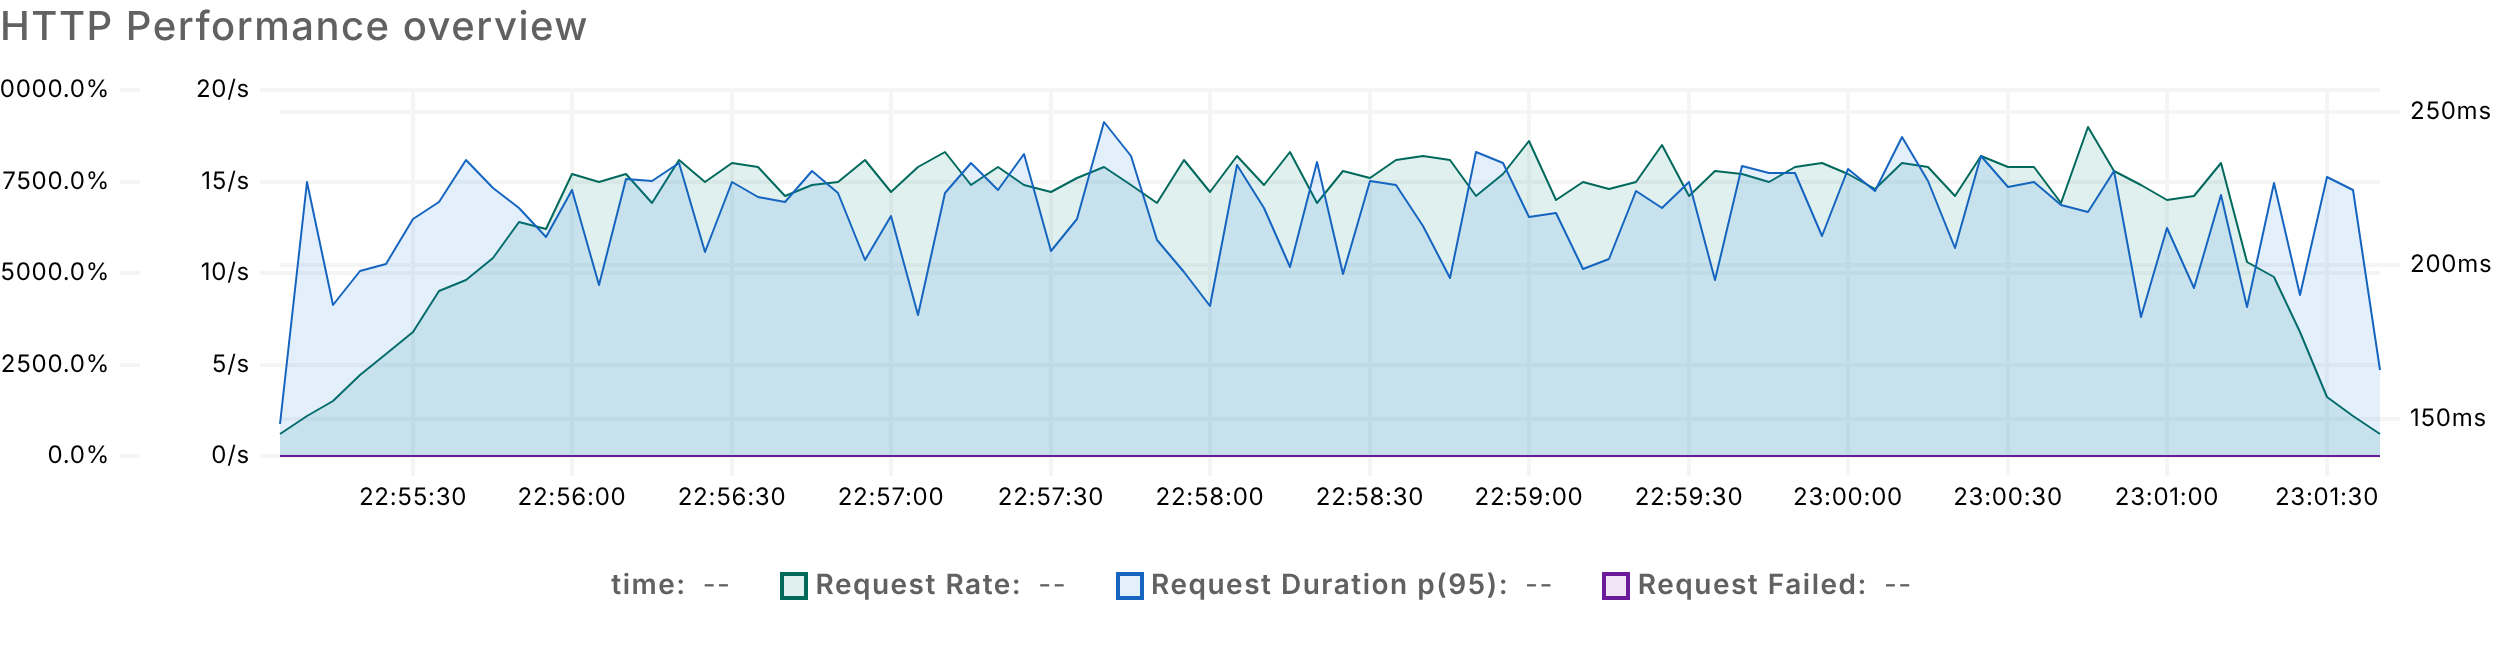 HTTP Performance overview
0000.0% 20/s 250ms
7500.0% 15/s
5000.0% 10/s 200ms
2500.0% 5/s 150ms
0.0% 0/s
22:55:30 22:56:00 22:56:30 22:57:00 22:57:30 22:58:00 22:58:30 22:59:00 22:59:30 23:00:00 23:00:30 23:01:00 23:01:30
time: -- Request Rate: -- Request Duration p(95): -- Request Failed: --